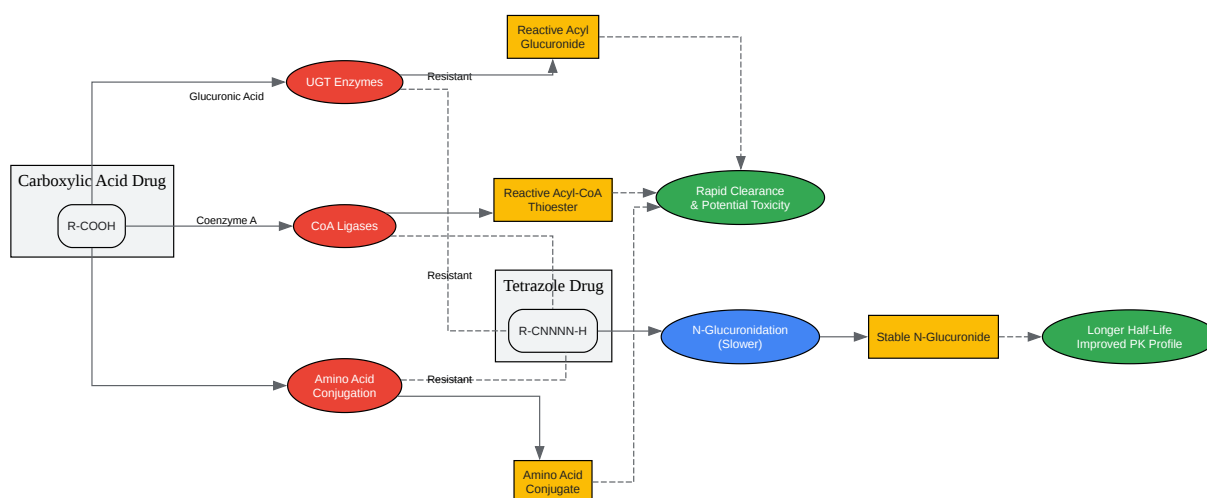 Reactive Acyl
Glucuronide
UGT Enzymes
Resistant
Glucuronic Acid
Carboxylic Acid Drug
R-COOH
Coenzyme A
CoA Ligases
Reactive Acyl-CoA
Thioester
Rapid Clearance
& Potential Toxicity
Resistant
Tetrazole Drug
R-CNNNN-H
N-Glucuronidation
(Slower)
Stable N-Glucuronide
Longer Half-Life
Improved PK Profile
Amino Acid
Conjugation
Resistant
Amino Acid
Conjugate